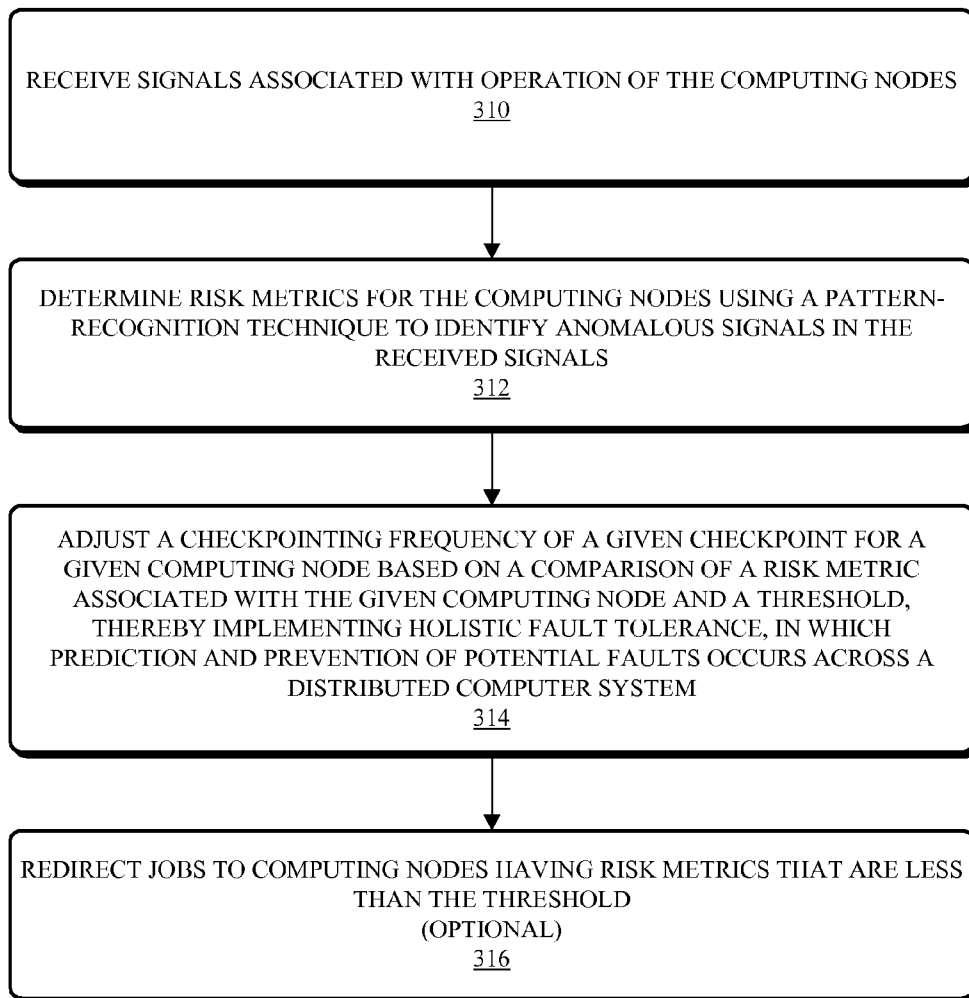 RECEIVE SIGNALS ASSOCIATED WITH OPERATION OF THE COMPUTING NODES
310
DETERMINE RISK METRICS FOR THE COMPUTING NODES USING A PATTERN-
RECOGNITION TECHNIQUE TO IDENTIFY ANOMALOUS SIGNALS IN THE
RECEIVED SIGNALS
312
ADJUST A CHECKPOINTING FREQUENCY OF A GIVEN CHECKPOINT FOR A
GIVEN COMPUTING NODE BASED ON A COMPARISON OF A RISK METRIC
ASSOCIATED WITH THE GIVEN COMPUTING NODE AND A THRESHOLD,
THEREBY IMPLEMENTING HOLISTIC FAULT TOLERANCE, IN WHICH
PREDICTION AND PREVENTION OF POTENTIAL FAULTS OCCURS ACROSS A
DISTRIBUTED COMPUTER SYSTEM
314
REDIRECT JOBS TO COMPUTING NODES HAVING RISK METRICS THAT ARE LESS
THAN THE THRESHOLD
(OPTIONAL)
316